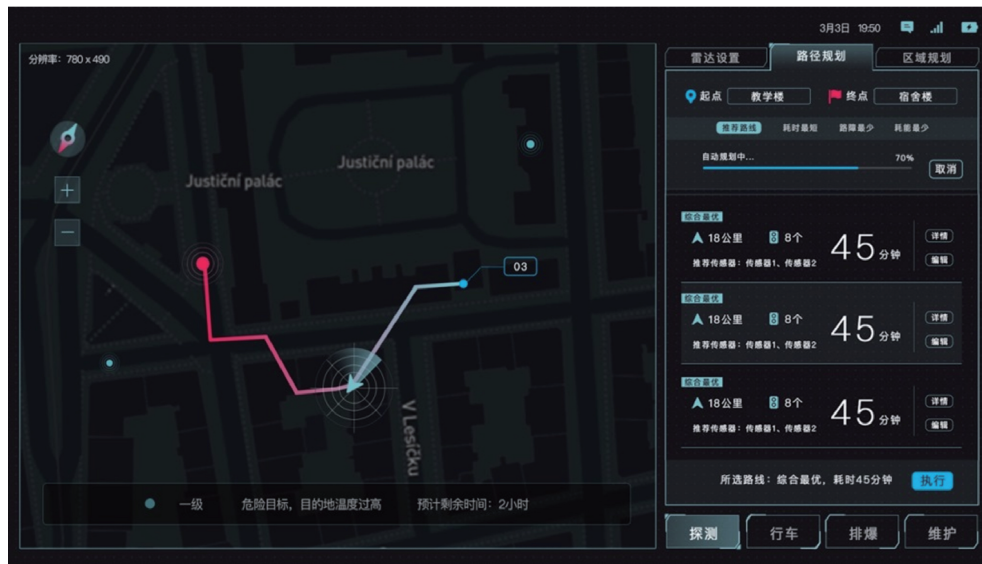 3月3日 19:50
分辨率：780 x 490
雷达设置 路径规划 区域规划
起点 教学楼 终点 宿舍楼
推荐路线 耗时最短 路障最少 耗能最少
自动规划中... 70%
取消
Justiční palác
Justiční palác
03
V Lesíčku
综合最优
18公里 8个 45分钟
推荐传感器：传感器1、传感器2
详情
编辑
综合最优
18公里 8个 45分钟
推荐传感器：传感器1、传感器2
详情
编辑
综合最优
18公里 8个 45分钟
推荐传感器：传感器1、传感器2
详情
编辑
所选路线：综合最优，耗时45分钟 执行
一级 危险目标，目的地温度过高 预计剩余时间：2小时
探测 行车 排爆 维护